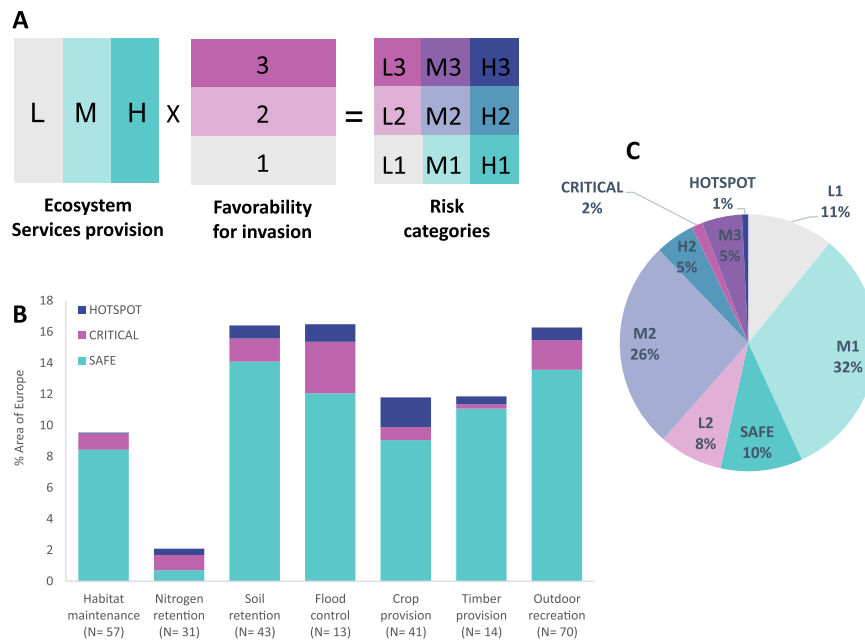 A
L
M
H
X
3
2
1
=
L3
M3
H3
L2
M2
H2
L1
M1
H1
Ecosystem
Services provision
Favorability
for invasion
Risk
categories
B
HOTSPOT
CRITICAL
SAFE
% Area of Europe
18
16
14
12
10
8
6
4
2
0
Habitat
maintenance
(N= 57)
Nitrogen
retention
(N= 31)
Soil
retention
(N= 43)
Flood
control
(N= 13)
Crop
provision
(N= 41)
Timber
provision
(N= 14)
Outdoor
recreation
(N= 70)
C
CRITICAL
2%
HOTSPOT
1%
L1
11%
M3
5%
H2
5%
M2
26%
M1
32%
L2
8%
SAFE
10%